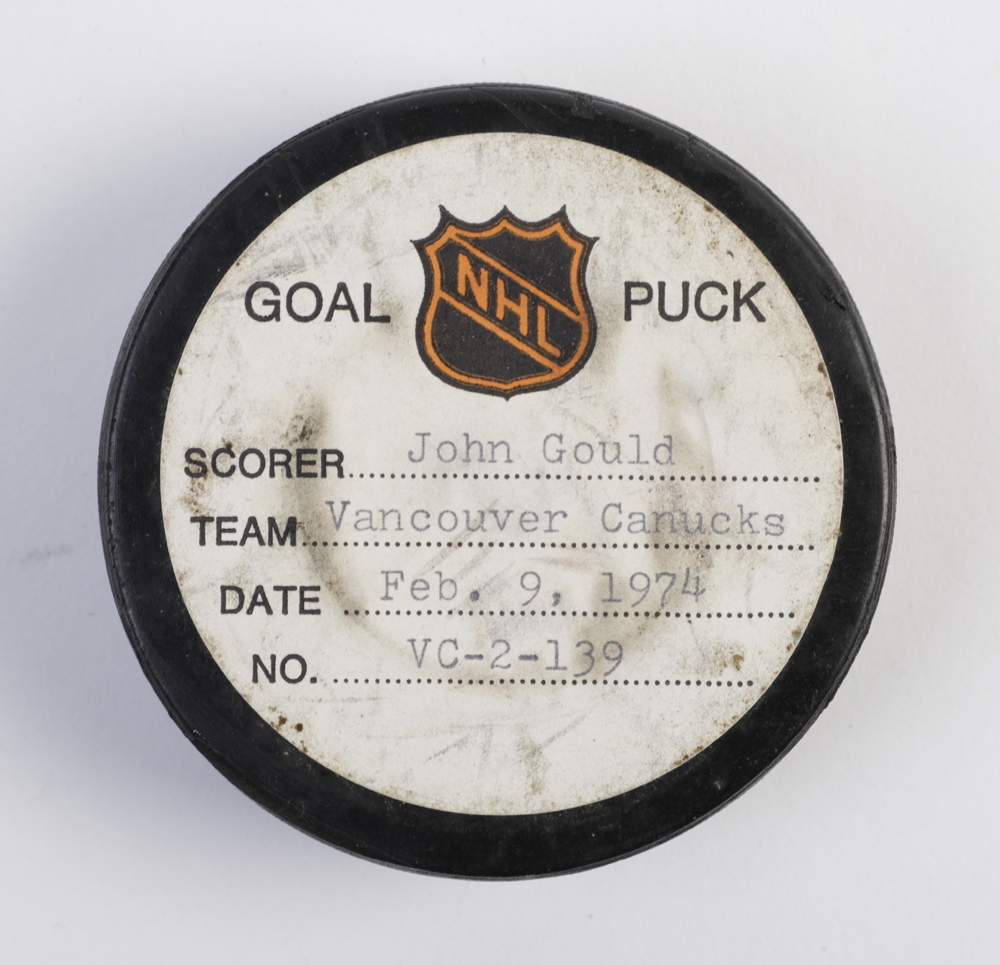 GOAL NHL PUCK
SCORER John Gould
TEAM Vancouver Canucks
DATE Feb. 9, 1974
NO. VC-2-139